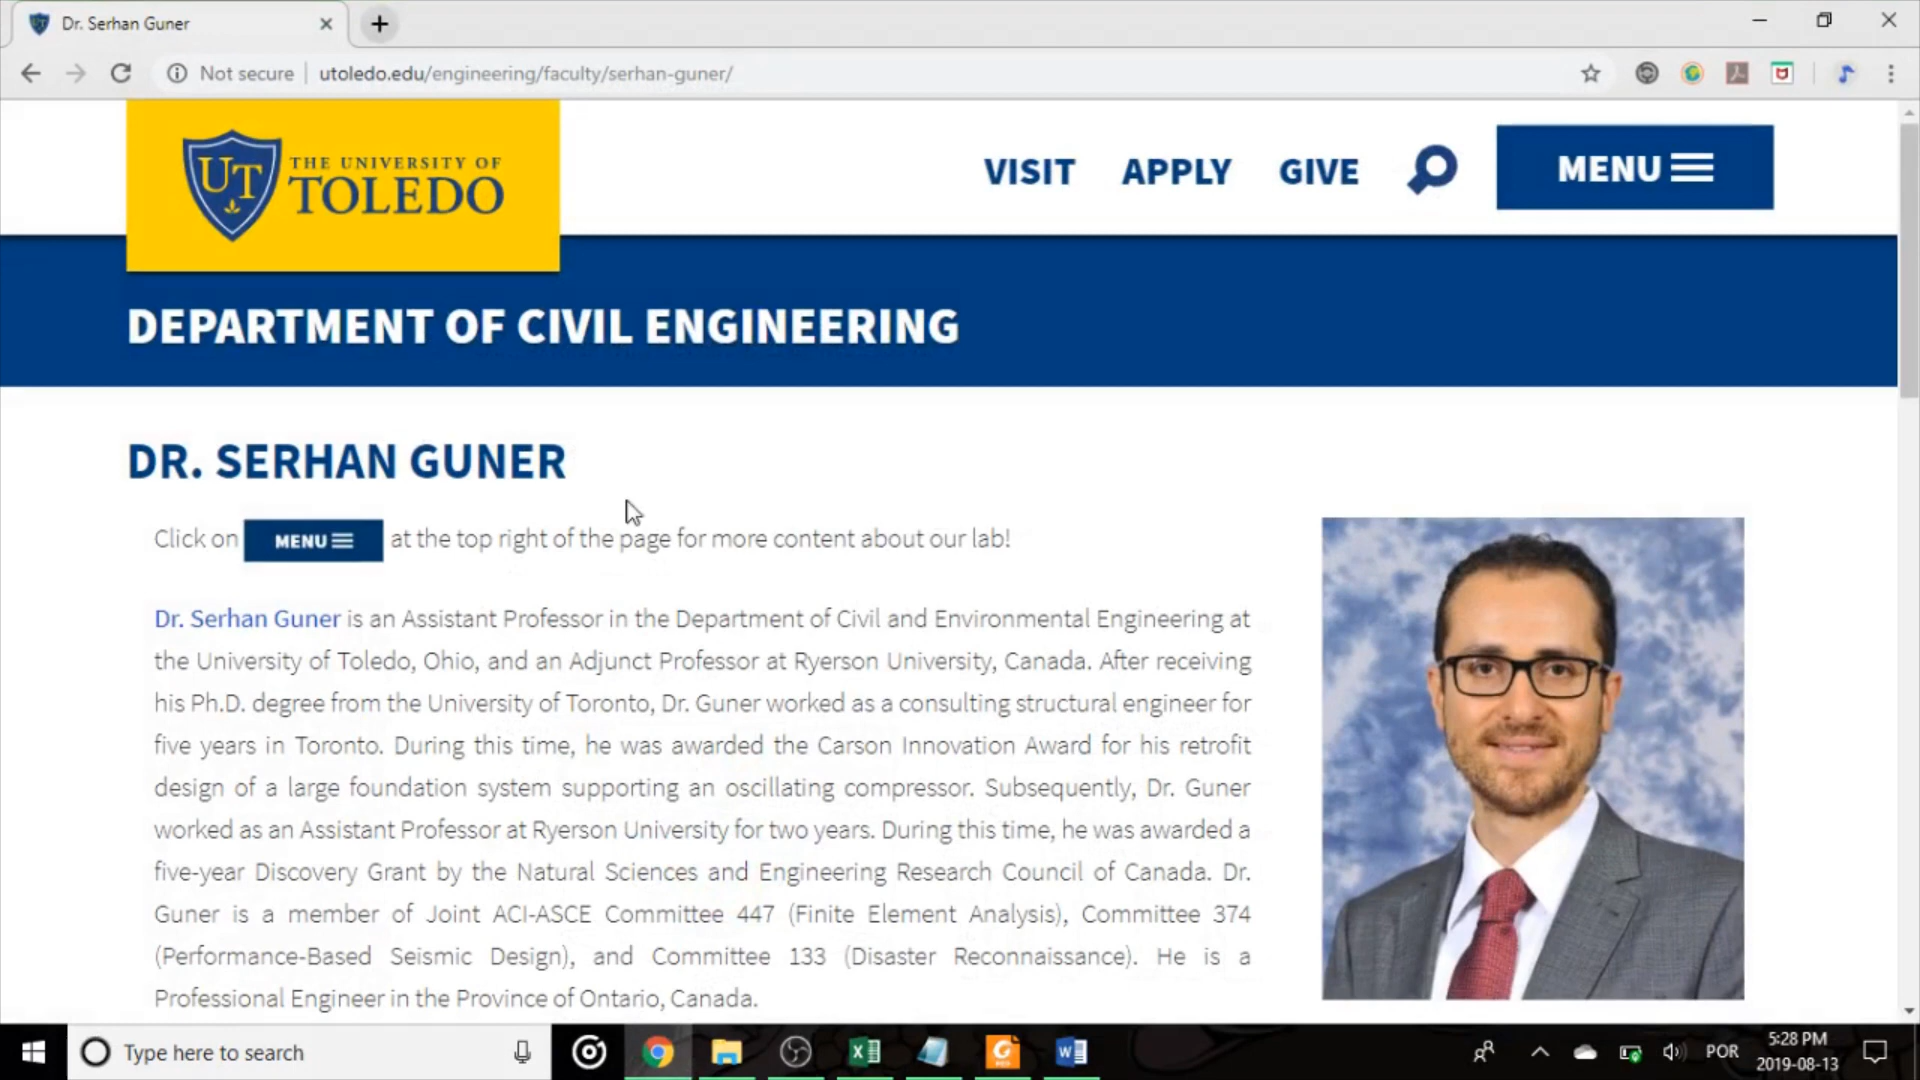 Dr. Serhan Guner
Not secure
utoledo.edu/engineering/faculty/serhan-guner/
UT
THE UNIVERSITY OF
TOLEDO
VISIT
APPLY
GIVE
MENU
DEPARTMENT OF CIVIL ENGINEERING
DR. SERHAN GUNER
Click on MENU at the top right of the page for more content about our lab!
Dr. Serhan Guner is an Assistant Professor in the Department of Civil and Environmental Engineering at
the University of Toledo, Ohio, and an Adjunct Professor at Ryerson University, Canada. After receiving
his Ph.D. degree from the University of Toronto, Dr. Guner worked as a consulting structural engineer for
five years in Toronto. During this time, he was awarded the Carson Innovation Award for his retrofit
design of a large foundation system supporting an oscillating compressor. Subsequently, Dr. Guner
worked as an Assistant Professor at Ryerson University for two years. During this time, he was awarded a
five-year Discovery Grant by the Natural Sciences and Engineering Research Council of Canada. Dr.
Guner is a member of Joint ACI-ASCE Committee 447 (Finite Element Analysis), Committee 374
(Performance-Based Seismic Design), and Committee 133 (Disaster Reconnaissance). He is a
Professional Engineer in the Province of Ontario, Canada.
Type here to search
POR
5:28 PM
2019-08-13